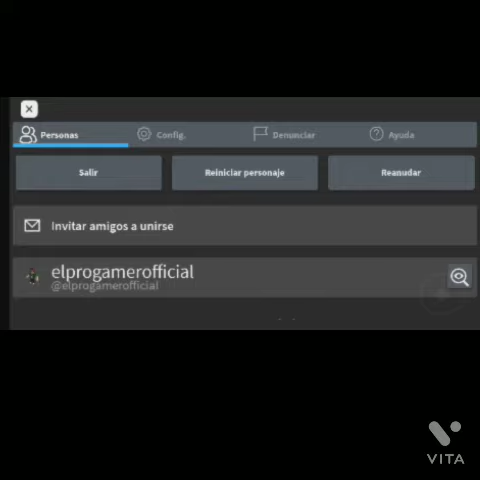 Personas
Config.
Denunciar
Ayuda
Salir
Reiniciar personaje
Reanudar
Invitar amigos a unirse
elprogamerofficial
@elprogamerofficial
VITA